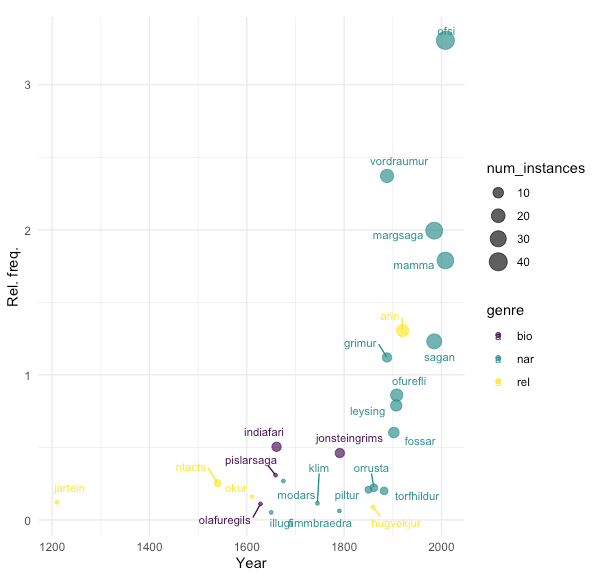 ofsi
3
vordraumur
num_instances
10
20
30
40
2
margsaga
mamma
Rel. freq.
arin
grimur
sagan
genre
a bio
a nar
a rel
1
ofurefli
leysing
fossar
indiafari
jonsteingrims
pislarsaga
ntacts
klim
orrusta
jartein
okur
modars
piltur
torfhildur
olafuregils
illugi
finmbraedra
hugvekjur
0
1200
1400
1600
1800
2000
Year